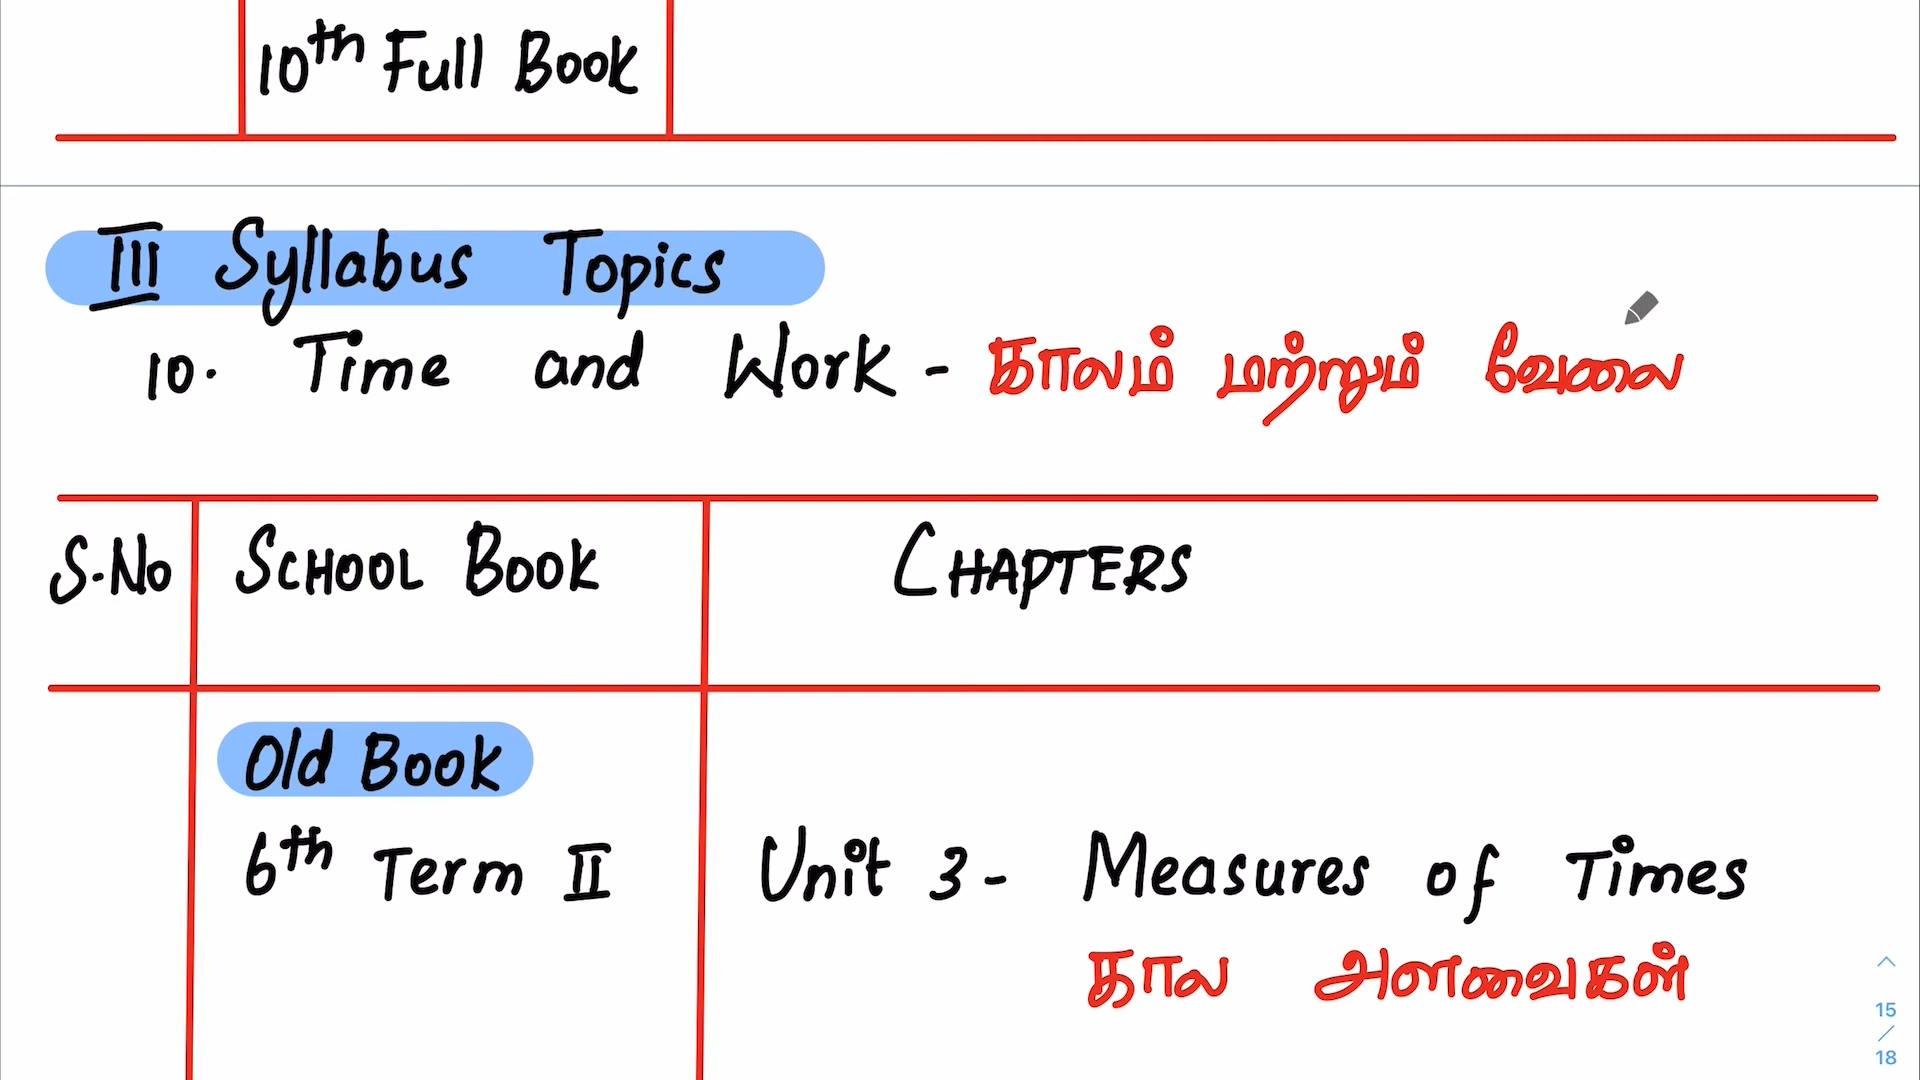 10th Full Book
III Syllabus Topics
10. Time and Work - காலம் மற்றும் வேலை
S.No SCHOOL BOOK CHAPTERS
Old Book
6th Term II Unit 3 - Measures of Times
கால அளவைகள்
15
/
18